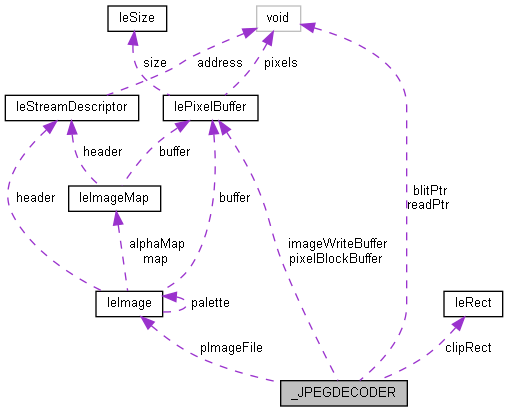 leSize
void
size
address
pixels
leStreamDescriptor
lePixelBuffer
header
buffer
header
leImageMap
buffer
blitPtr
readPtr
alphaMap
map
imageWriteBuffer
pixelBlockBuffer
leImage
palette
leRect
pImageFile
clipRect
_JPEGDECODER